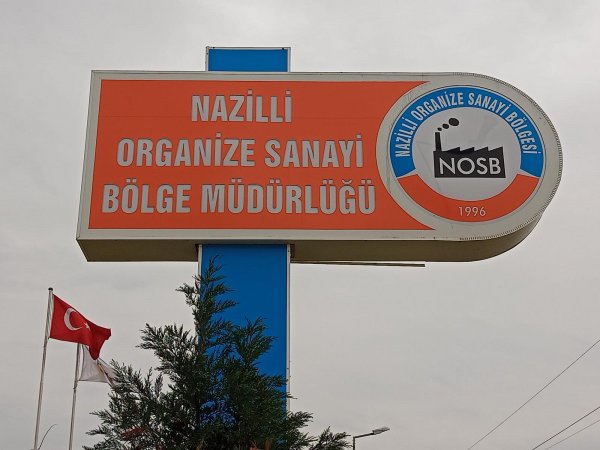 NAZİLLİ
ORGANİZE SANAYİ
BÖLGE MÜDÜRLÜĞÜ
NAZİLLİ ORGANİZE SANAYİ BÖLGESİ
NOSB
1996